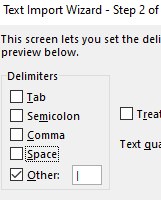 Text Import Wizard - Step 2 of
This screen lets you set the deli
preview below.
Delimiters
Tab
Semicolon
Comma
Space
Other: |
Treat
Text qua